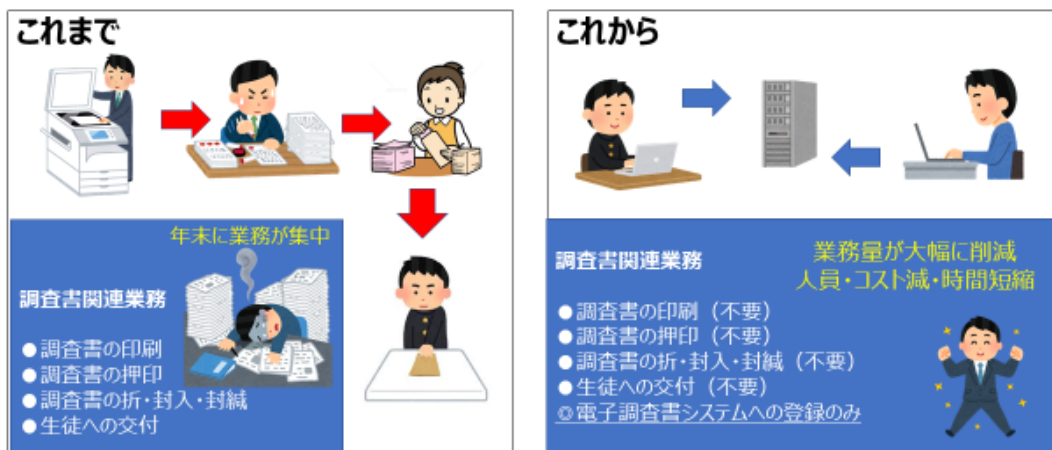 これまで
年末に業務が集中
調査書関連業務
●調査書の印刷
●調査書の押印
●調査書の折・封入・封緘
●生徒への交付
これから
調査書関連業務
業務量が大幅に削減
人員・コスト減・時間短縮
●調査書の印刷（不要）
●調査書の押印（不要）
●調査書の折・封入・封緘（不要）
●生徒への交付（不要）
◎電子調査書システムへの登録のみ